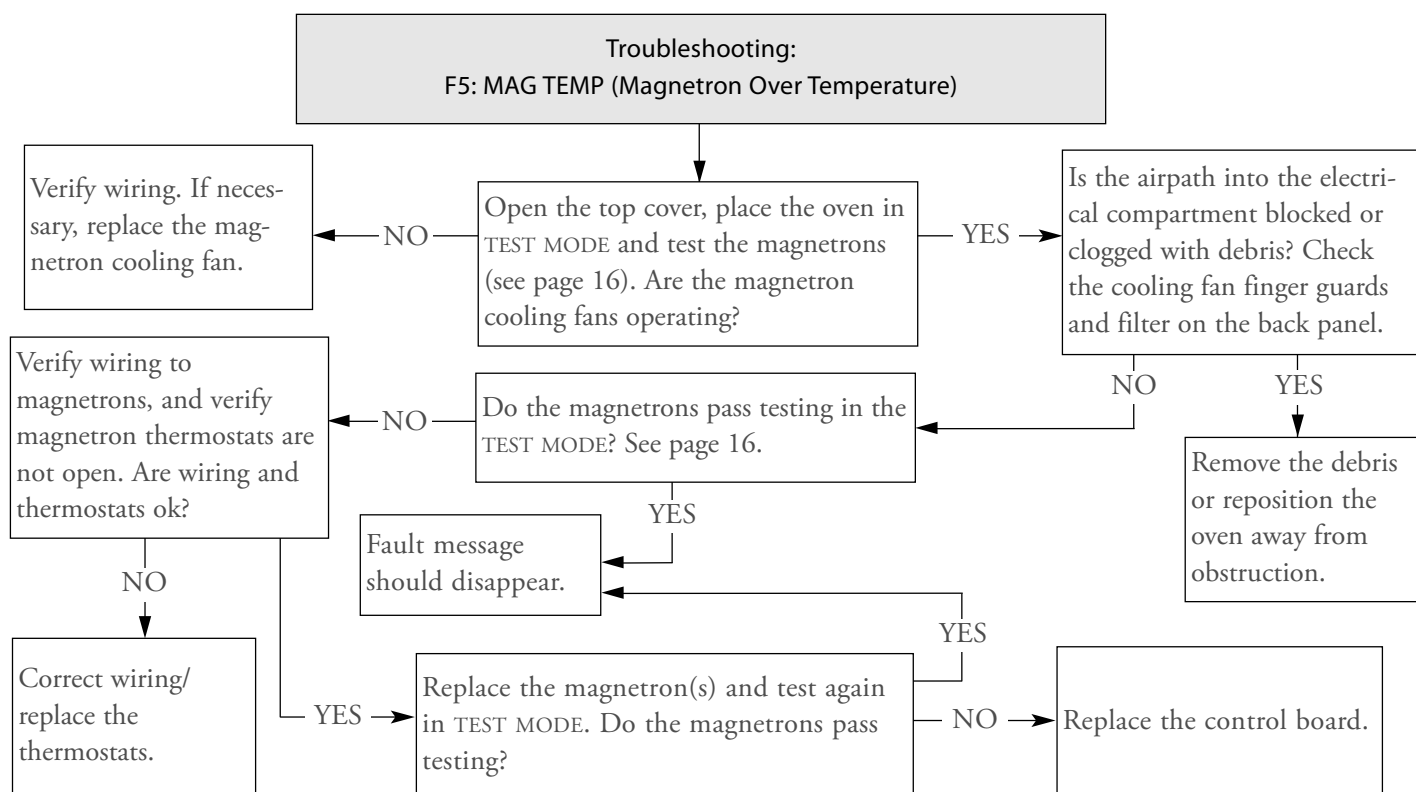 Troubleshooting:
F5: MAG TEMP (Magnetron Over Temperature)
Verify wiring. If neces-
sary, replace the mag-
netron cooling fan.
NO
Open the top cover, place the oven in
TEST MODE and test the magnetrons
(see page 16). Are the magnetron
cooling fans operating?
YES
Is the airpath into the electri-
cal compartment blocked or
clogged with debris? Check
the cooling fan finger guards
and filter on the back panel.
Verify wiring to
magnetrons, and verify
magnetron thermostats are
not open. Are wiring and
thermostats ok?
NO
Do the magnetrons pass testing in the
TEST MODE? See page 16.
NO
YES
Remove the debris
or reposition the
oven away from
obstruction.
YES
Fault message
should disappear.
NO
YES
Correct wiring/
replace the
thermostats.
YES
Replace the magnetron(s) and test again
in TEST MODE. Do the magnetrons pass
testing?
NO
Replace the control board.